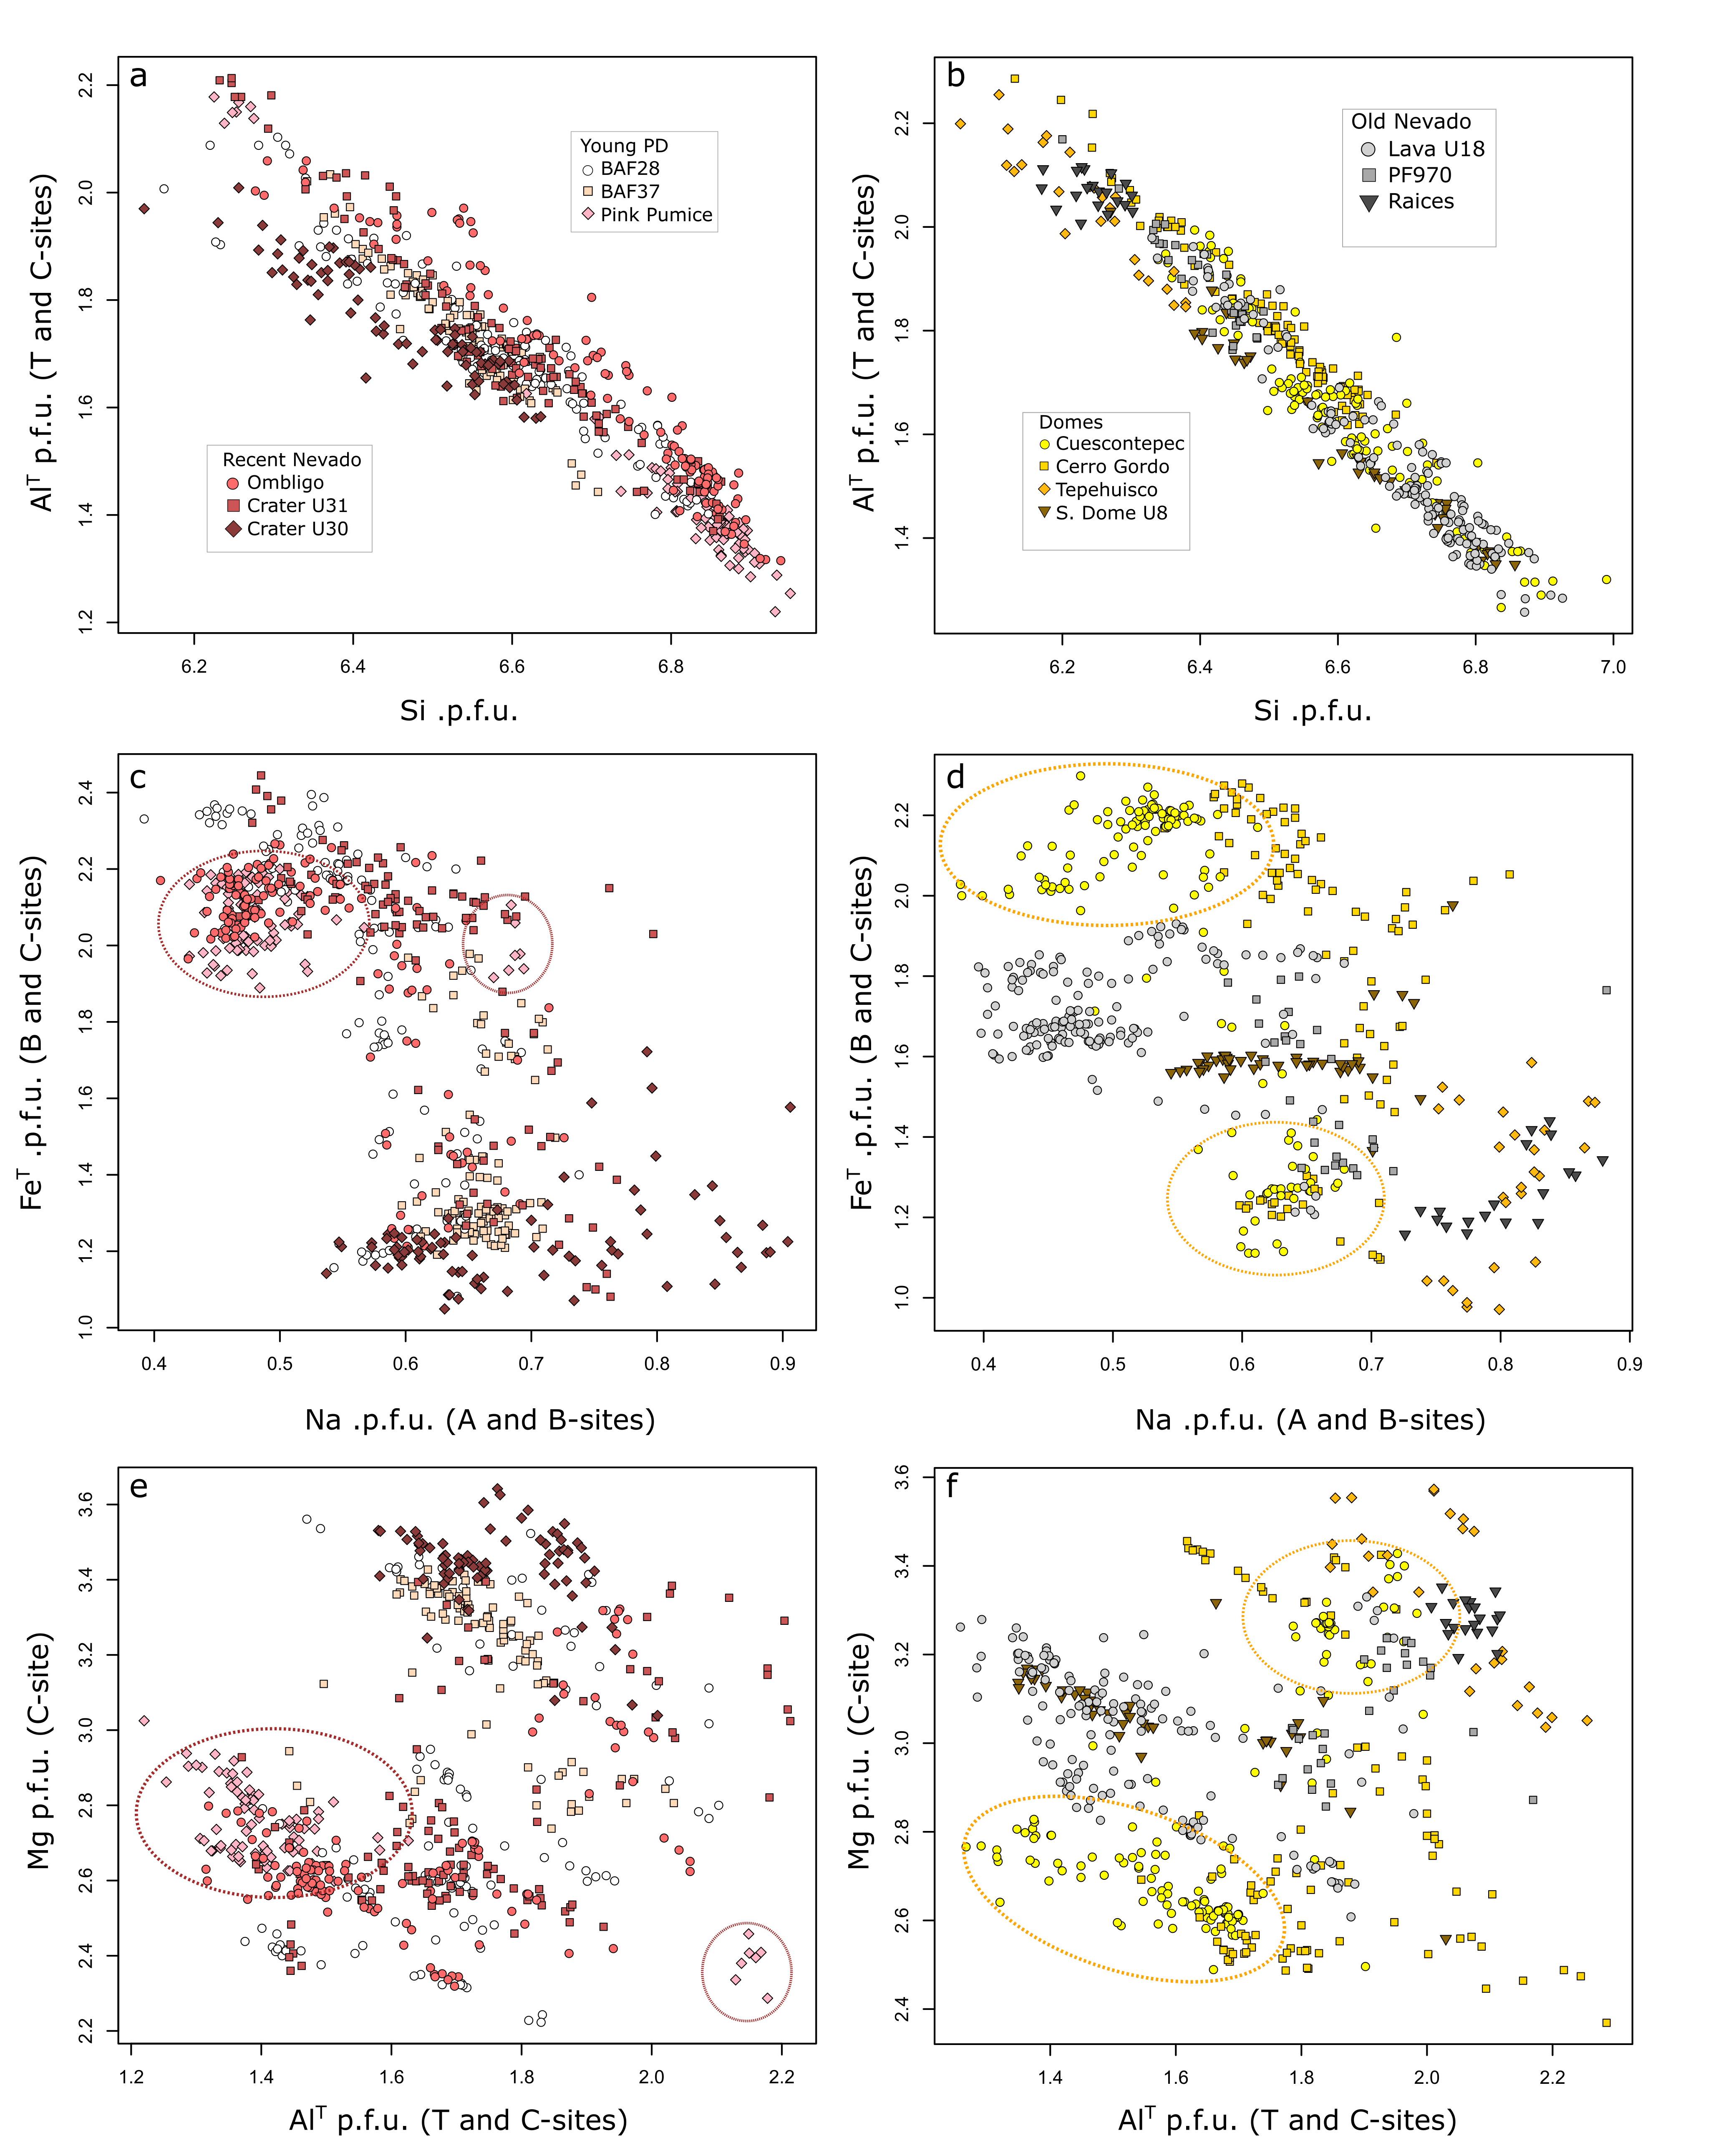 a
2.2
2.0
1.8
1.6
1.4
1.2
Al^T p.f.u. (T and C-sites)
Young PD
BAF28
BAF37
Pink Pumice
Recent Nevado
Ombligo
Crater U31
Crater U30
6.2 6.4 6.6 6.8
Si .p.f.u.
b
2.2
2.0
1.8
1.6
1.4
Al^T p.f.u. (T and C-sites)
Old Nevado
Lava U18
PF970
Raices
Domes
Cuescontepec
Cerro Gordo
Tepehuisco
S. Dome U8
6.2 6.4 6.6 6.8 7.0
Si .p.f.u.
c
2.4
2.2
2.0
1.8
1.6
1.4
1.2
1.0
Fe^T .p.f.u. (B and C-sites)
0.4 0.5 0.6 0.7 0.8 0.9
Na .p.f.u. (A and B-sites)
d
2.2
2.0
1.8
1.6
1.4
1.2
1.0
Fe^T .p.f.u. (B and C-sites)
0.4 0.5 0.6 0.7 0.8 0.9
Na .p.f.u. (A and B-sites)
e
3.6
3.4
3.2
3.0
2.8
2.6
2.4
2.2
Mg p.f.u. (C-site)
1.2 1.4 1.6 1.8 2.0 2.2
Al^T p.f.u. (T and C-sites)
f
3.6
3.4
3.2
3.0
2.8
2.6
2.4
Mg p.f.u. (C-site)
1.4 1.6 1.8 2.0 2.2
Al^T p.f.u. (T and C-sites)